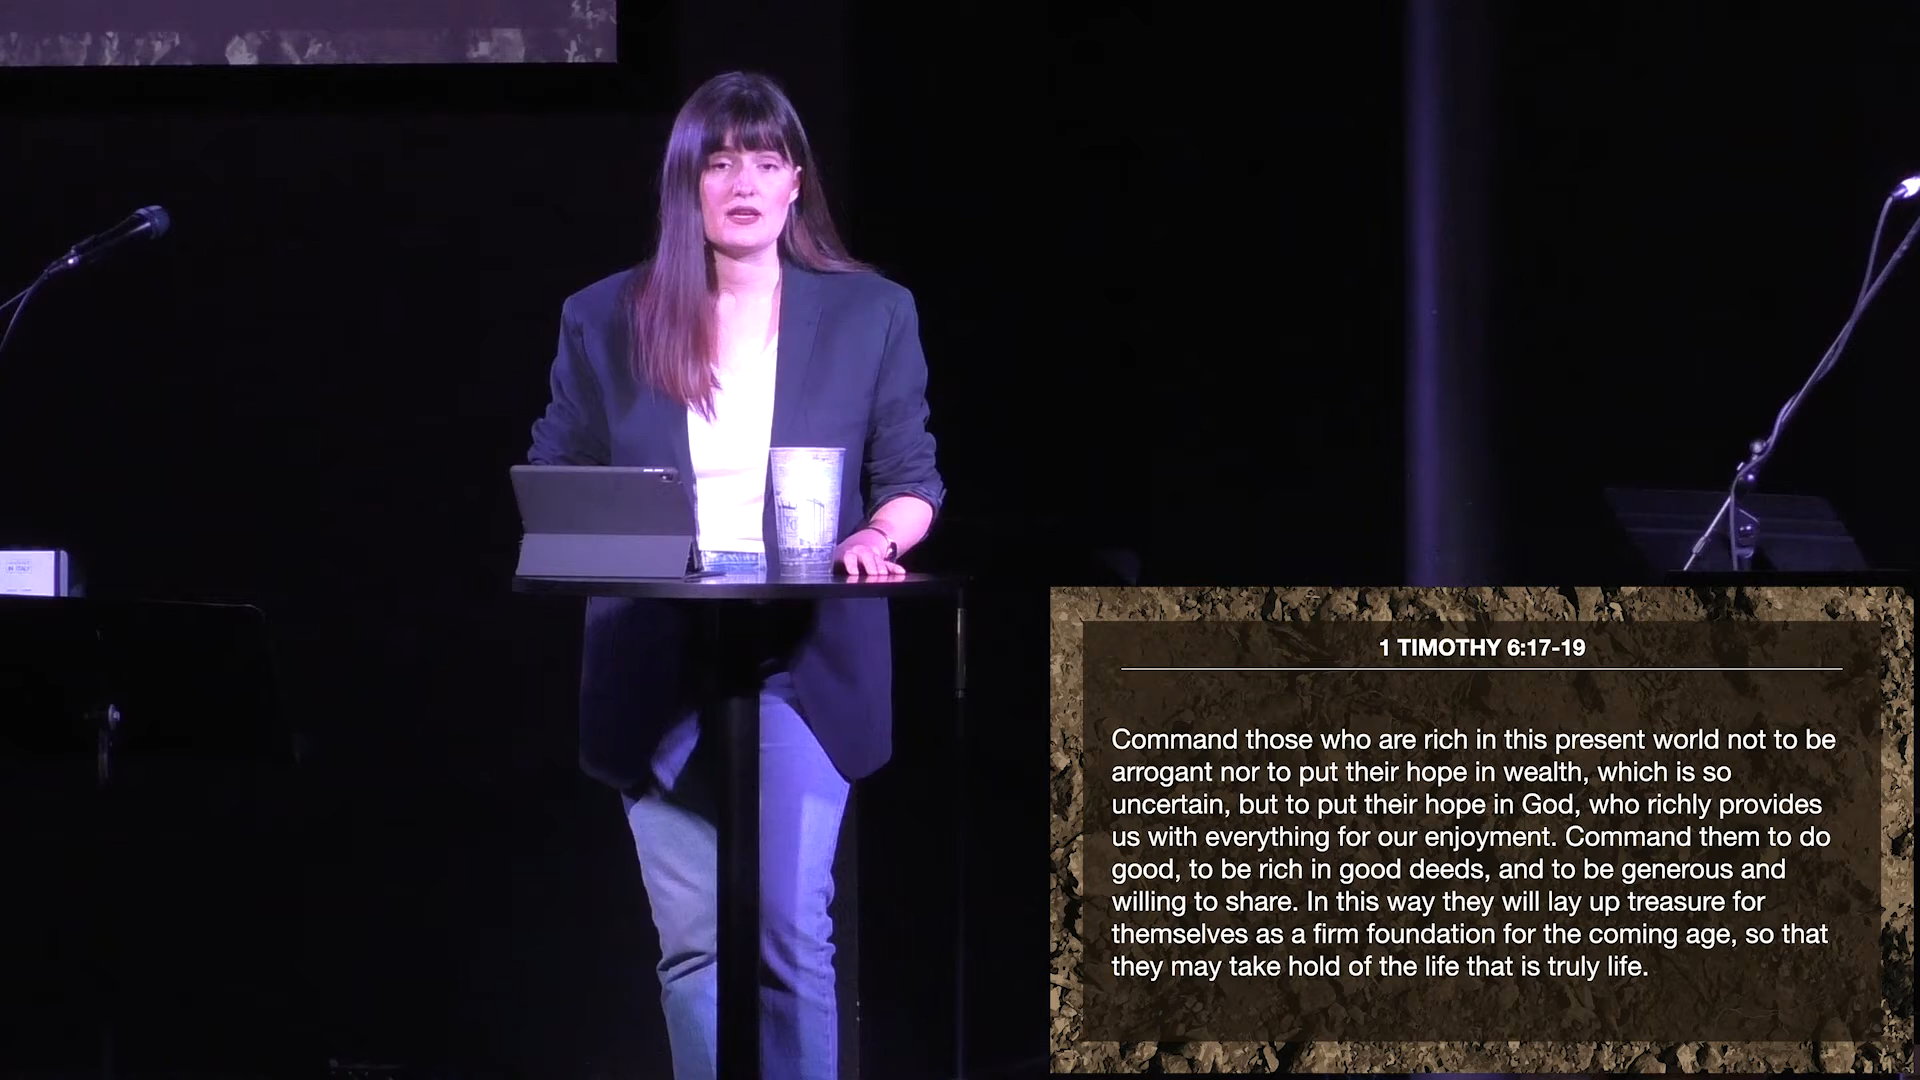 1 TIMOTHY 6:17-19
Command those who are rich in this present world not to be
arrogant nor to put their hope in wealth, which is so
uncertain, but to put their hope in God, who richly provides
us with everything for our enjoyment. Command them to do
good, to be rich in good deeds, and to be generous and
willing to share. In this way they will lay up treasure for
themselves as a firm foundation for the coming age, so that
they may take hold of the life that is truly life.